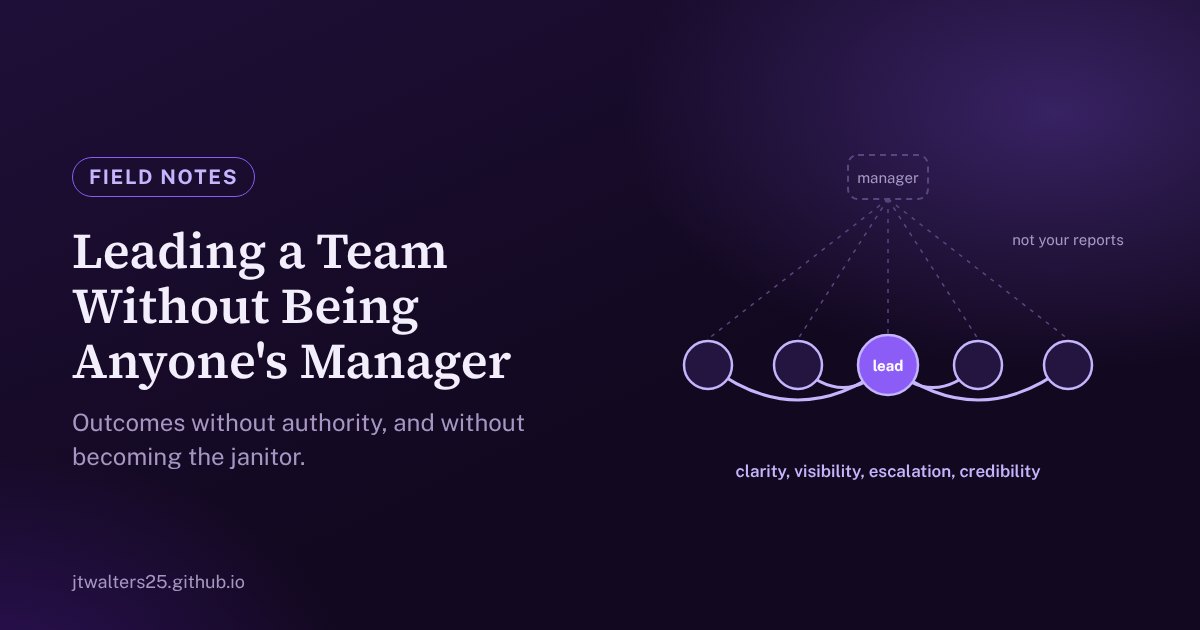 FIELD NOTES
Leading a Team
Without Being
Anyone's Manager
Outcomes without authority, and without
becoming the janitor.
jtwalters25.github.io
manager
not your reports
lead
clarity, visibility, escalation, credibility